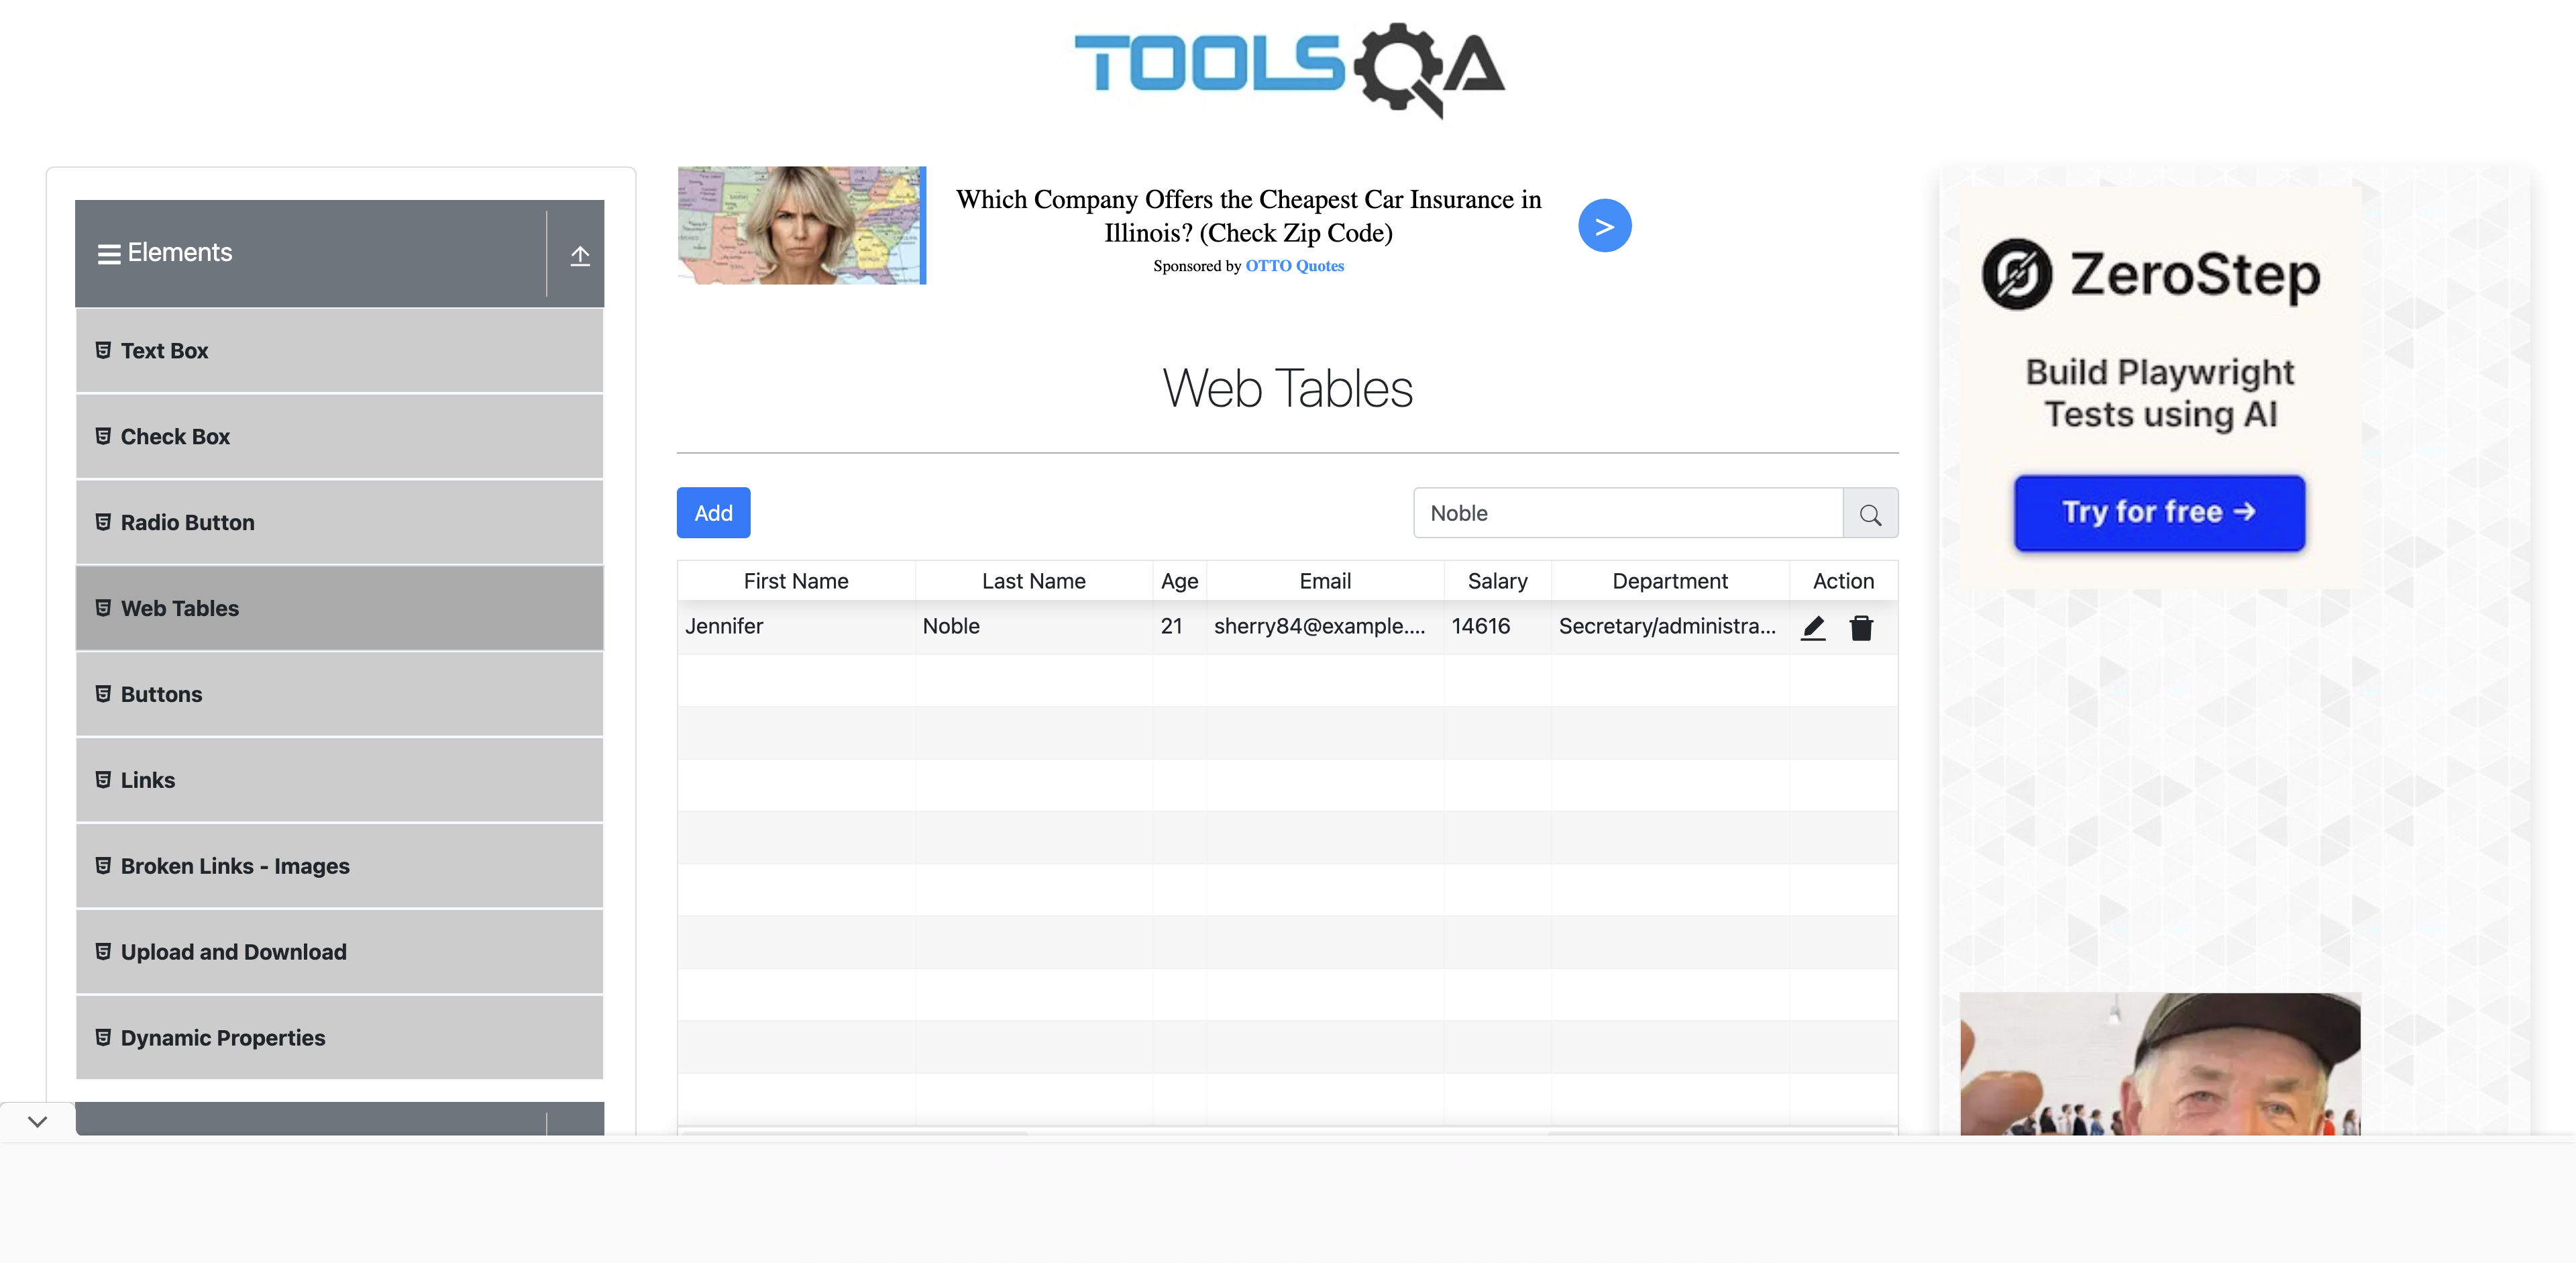 TOOLSQA
Elements
Text Box
Check Box
Radio Button
Web Tables
Buttons
Links
Broken Links - Images
Upload and Download
Dynamic Properties
Which Company Offers the Cheapest Car Insurance in
Illinois? (Check Zip Code)
Sponsored by OTTO Quotes
>
Web Tables
Add
Noble
First Name Last Name Age Email Salary Department Action
Jennifer Noble 21 sherry84@example.... 14616 Secretary/administra...
ZeroStep
Build Playwright
Tests using AI
Try for free →